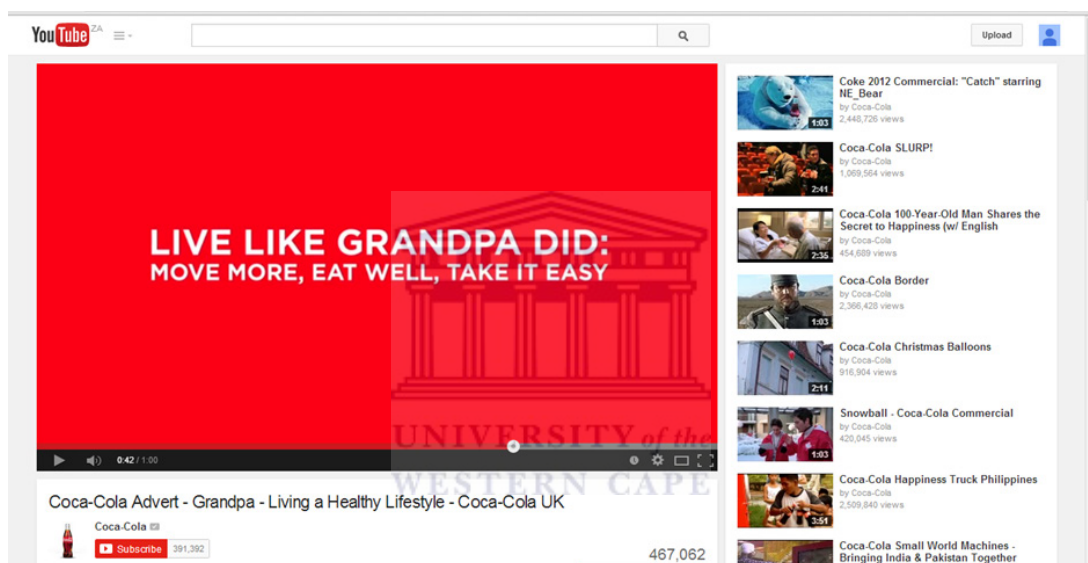 YouTube ZA
Upload
LIVE LIKE GRANDPA DID:
MOVE MORE, EAT WELL, TAKE IT EASY
UNIVERSITY of the
WESTERN CAPE
0:42 / 1:00
Coca-Cola Advert - Grandpa - Living a Healthy Lifestyle - Coca-Cola UK
Coca-Cola
Subscribe 391,392
467,062
Coke 2012 Commercial: "Catch" starring
NE_Bear
by Coca-Cola
2,448,726 views
1:03
Coca-Cola SLURP!
by Coca-Cola
1,069,564 views
2:41
Coca-Cola 100-Year-Old Man Shares the
Secret to Happiness (w/ English
by Coca-Cola
454,689 views
2:35
Coca-Cola Border
by Coca-Cola
2,366,428 views
1:03
Coca-Cola Christmas Balloons
by Coca-Cola
916,904 views
2:11
Snowball - Coca-Cola Commercial
by Coca-Cola
420,045 views
1:03
Coca-Cola Happiness Truck Philippines
by Coca-Cola
2,509,840 views
3:51
Coca-Cola Small World Machines -
Bringing India & Pakistan Together